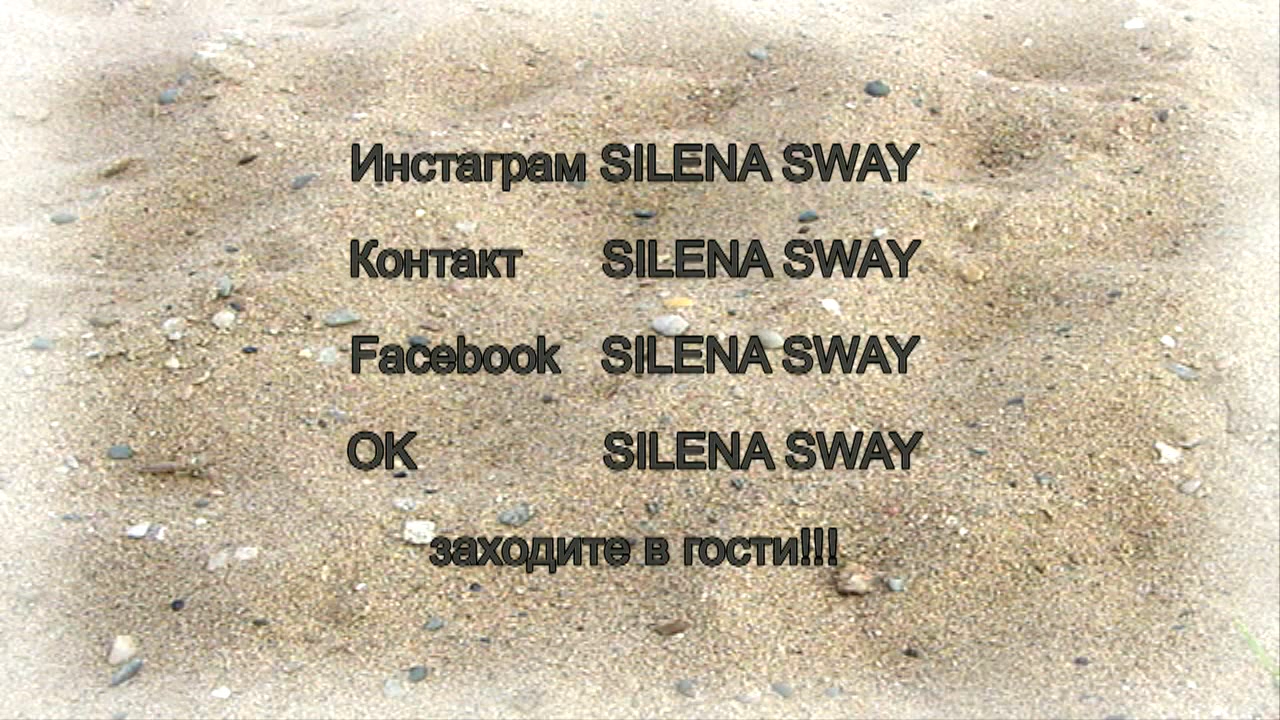 Инстаграм SILENA SWAY
Контакт SILENA SWAY
Facebook SILENA SWAY
OK SILENA SWAY
заходите в гости!!!